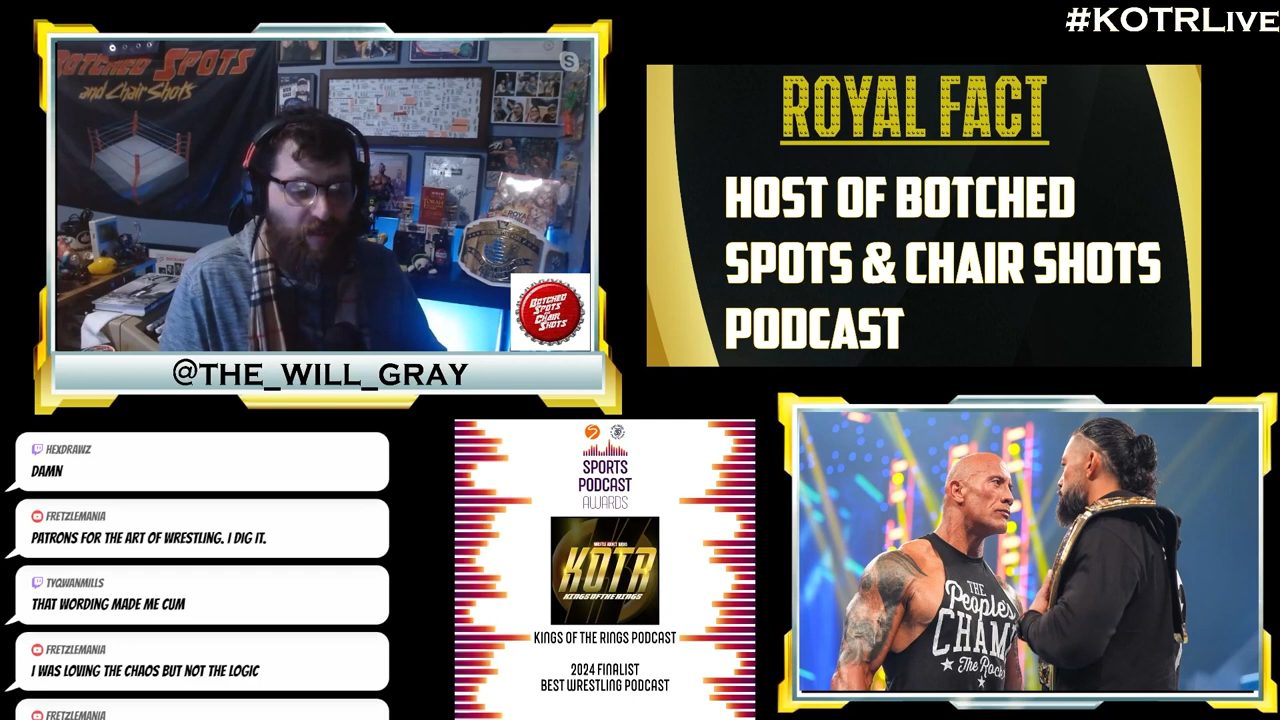 #KOTRLIVE
BOTCHED SPOTS
and Chair Shots
BOTCHED
SPOTS
&
CHAIR
SHOTS
@THE_WILL_GRAY
ROYAL FACT
HOST OF BOTCHED
SPOTS & CHAIR SHOTS
PODCAST
HEXDRAWZ
DAMN
FRETZLEMANIA
PATRONS FOR THE ART OF WRESTLING. I DIG IT.
TYQWANMILLS
THAT WORDING MADE ME CUM
FRETZLEMANIA
I WAS LOVING THE CHAOS BUT NOT THE LOGIC
FRETZLEMANIA
SPORTS
PODCAST
AWARDS
KOTR
KINGS OF THE RINGS
KINGS OF THE RINGS PODCAST
2024 FINALIST
BEST WRESTLING PODCAST
THE
Peoples
CHAM
The Rock